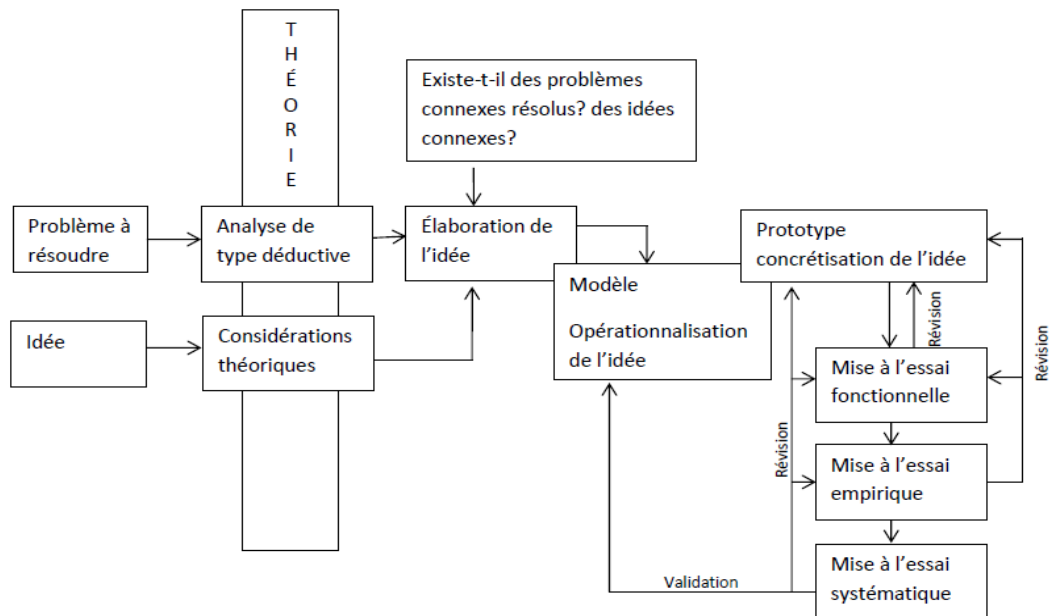 T
H
É
O
R
I
E
Existe-t-il des problèmes
connexes résolus? des idées
connexes?
Problème à
résoudre
Analyse de
type déductive
Élaboration de
l'idée
Prototype
concrétisation de l'idée
Modèle
Opérationnalisation
de l'idée
Idée
Considérations
théoriques
Révision
Révision
Mise à l'essai
fonctionnelle
Révision
Mise à l'essai
empirique
Mise à l'essai
systématique
Validation